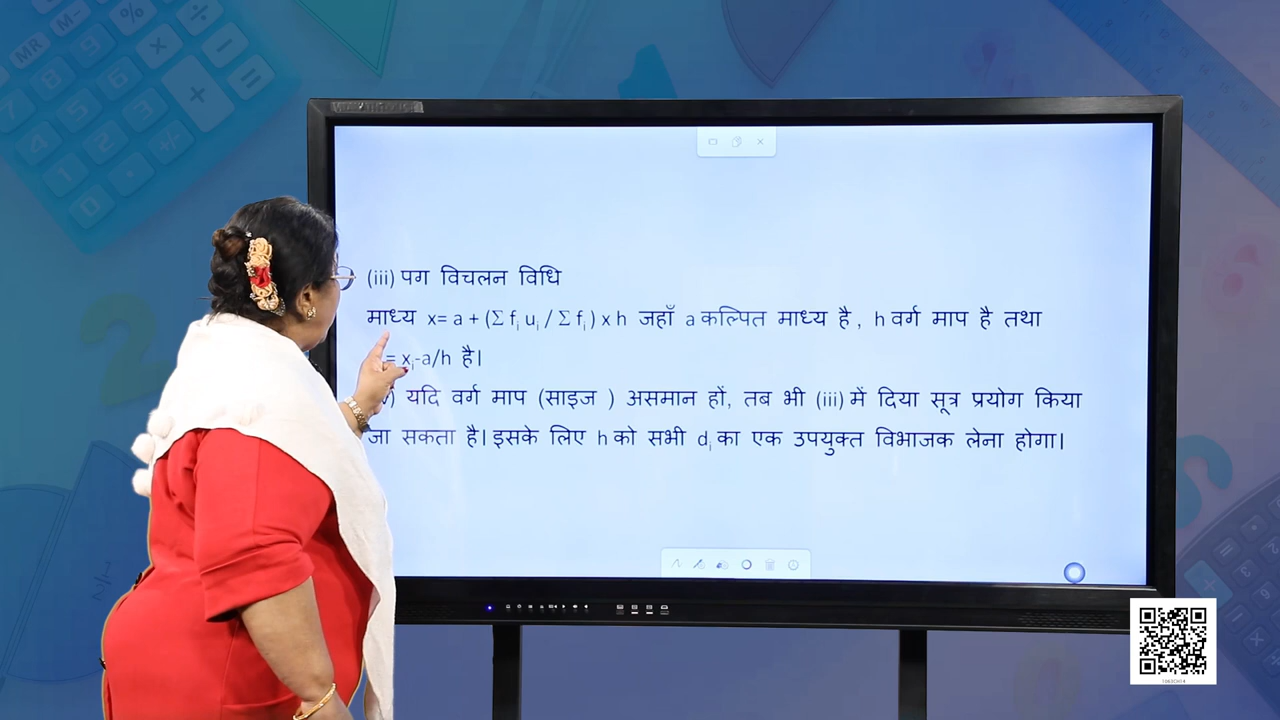 (iii) पग विचलन विधि
माध्य x= a + (Σ fᵢ uᵢ / Σ fᵢ ) x h जहाँ a कल्पित माध्य है , h वर्ग माप है तथा
= xᵢ-a/h है।
) यदि वर्ग माप (साइज ) असमान हों, तब भी (iii) में दिया सूत्र प्रयोग किया
जा सकता है। इसके लिए h को सभी dᵢ का एक उपयुक्त विभाजक लेना होगा।